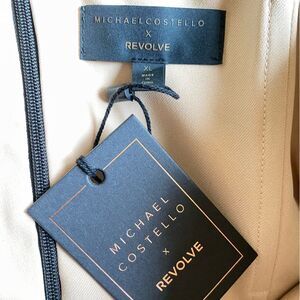 MICHAELCOSTELLO
X
REVOLVE
XL
MADE
IN
CHINA
MICHAEL
COSTELLO
X
REVOLVE